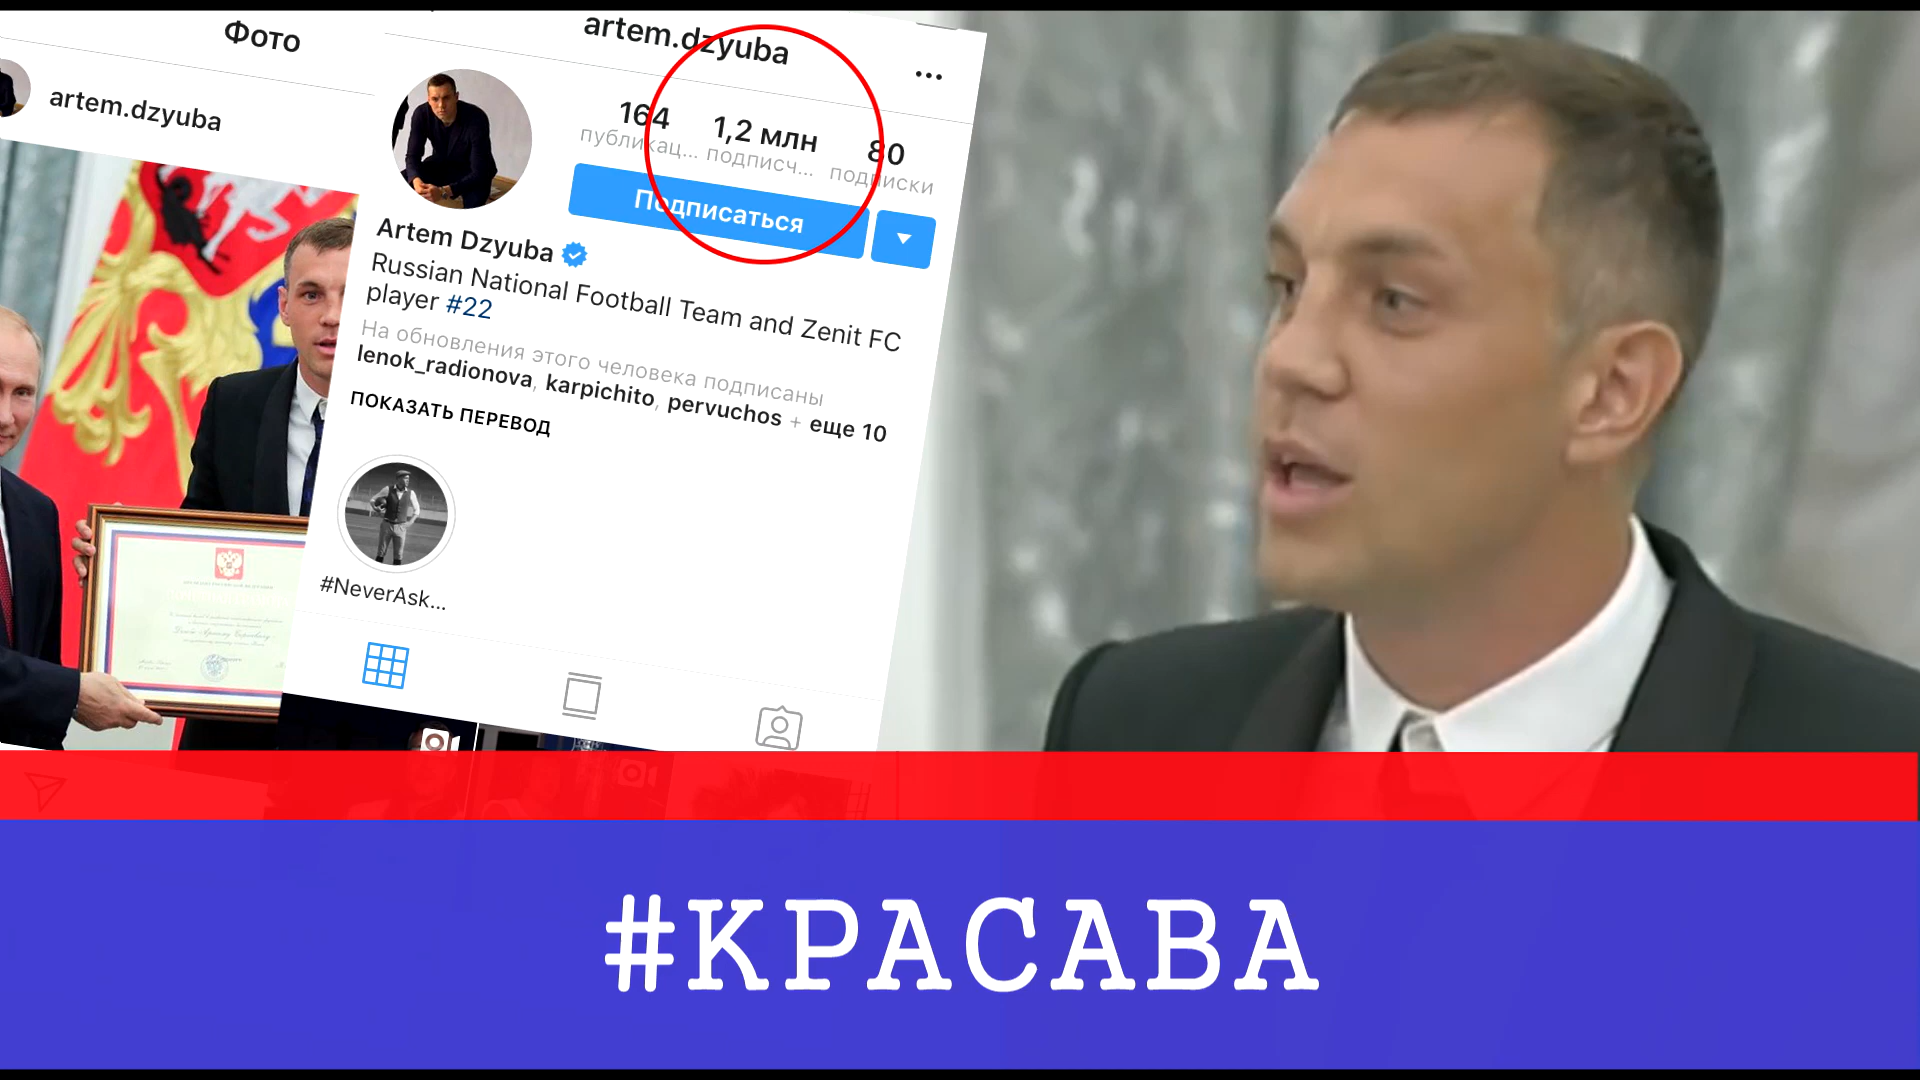 Фото
artem.dzyuba
artem.dzyuba
164
1,2 млн
80
публикац...
подписч...
подписки
Подписаться
Artem Dzyuba
Russian National Football Team and Zenit FC
player #22
На обновления этого человека подписаны
lenok_radionova, karpichito, pervuchos + еще 10
ПОКАЗАТЬ ПЕРЕВОД
#NeverAsk...
#КРАСАВА